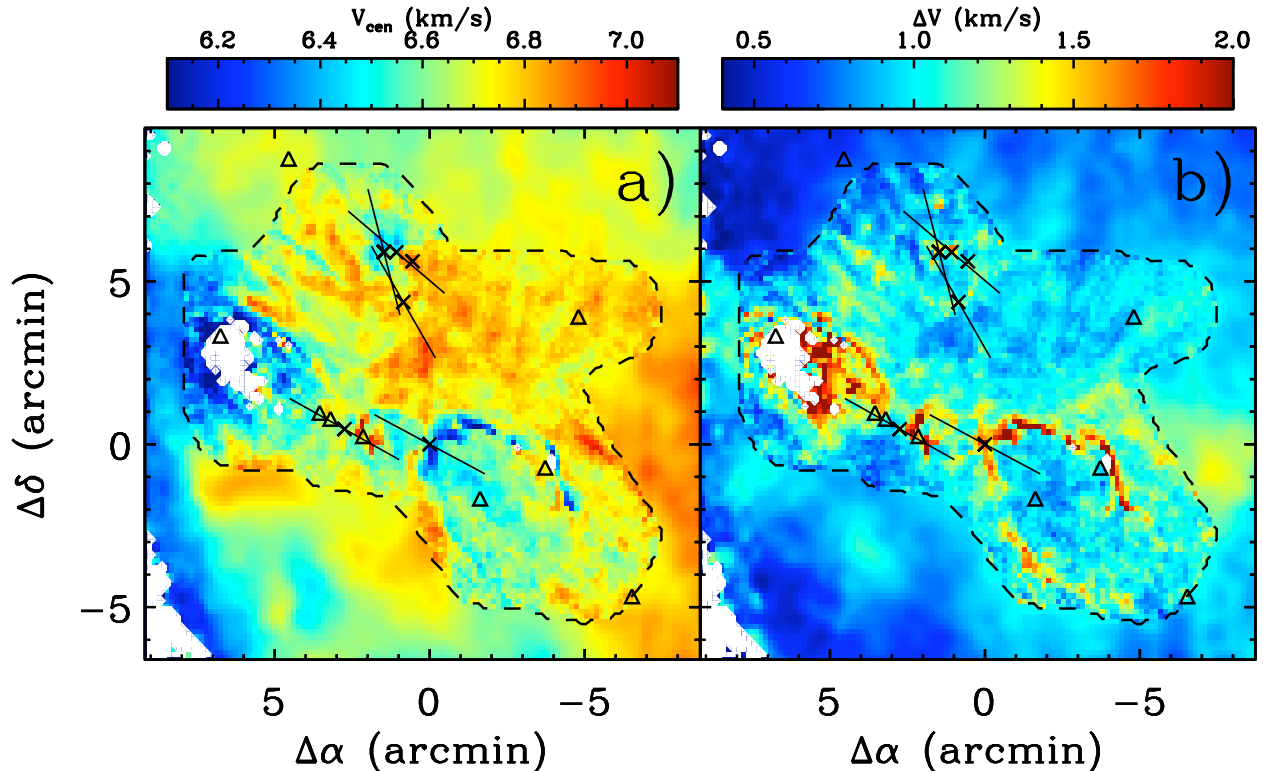 V_cen (km/s) ΔV (km/s)
6.2 6.4 6.6 6.8 7.0 0.5 1.0 1.5 2.0
a) b)
Δδ (arcmin)
5
0
−5
5 0 −5 5 0 −5
Δα (arcmin) Δα (arcmin)